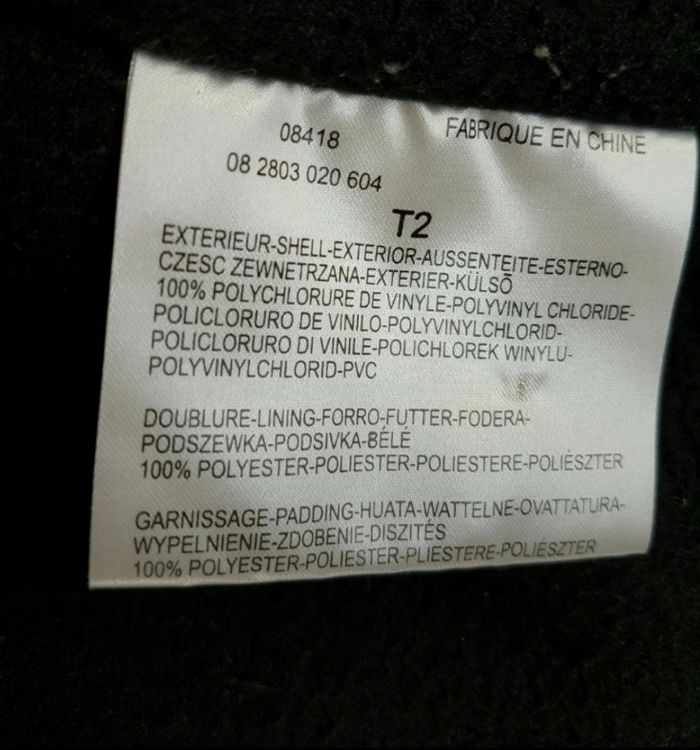 08418
FABRIQUE EN CHINE
08 2803 020 604
T2
EXTERIEUR-SHELL-EXTERIOR-AUSSENTEITE-ESTERNO-
CZESC ZEWNETRZANA-EXTERIER-KÜLSŐ
100% POLYCHLORURE DE VINYLE-POLYVINYL CHLORIDE-
POLICLORURO DE VINILO-POLYVINYLCHLORID-
POLICLORURO DI VINILE-POLICHLOREK WINYLU-
POLYVINYLCHLORID-PVC
DOUBLURE-LINING-FORRO-FUTTER-FODERA-
PODSZEWKA-PODSIVKA-BÉLÉ
100% POLYESTER-POLIESTER-POLIESTERE-POLIÉSZTER
GARNISSAGE-PADDING-HUATA-WATTELNE-OVATTATURA-
WYPELNIENIE-ZDOBENIE-DISZITÉS
100% POLYESTER-POLIESTER-PLIESTERE-POLIÉSZTER